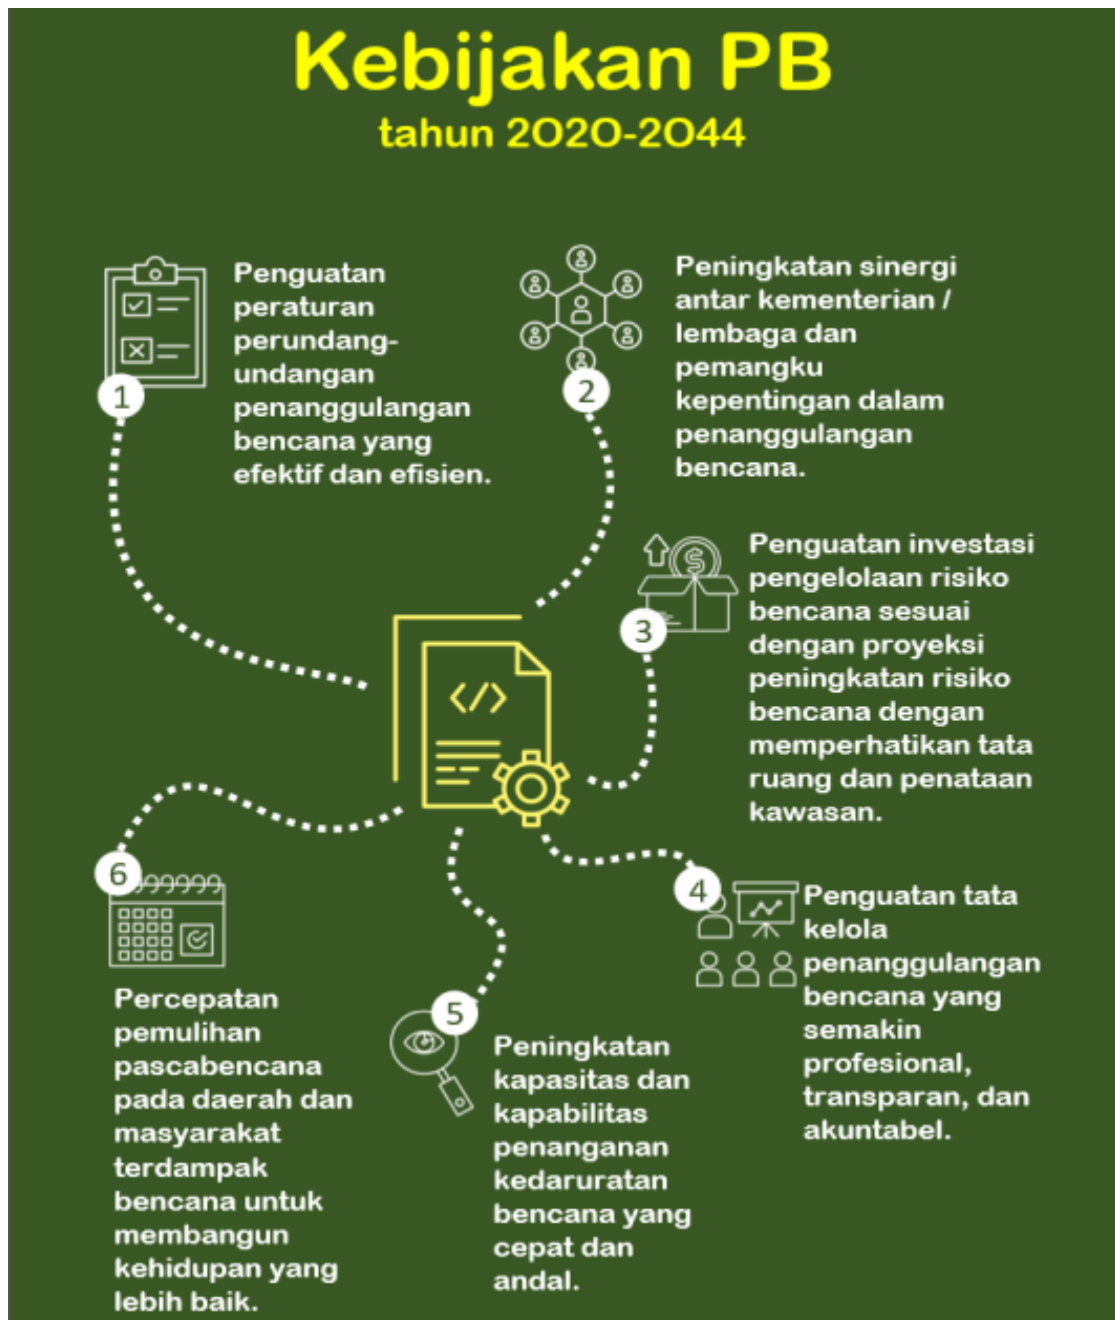 Kebijakan PB
tahun 2020-2044
1
Penguatan
peraturan
perundang-
undangan
penanggulangan
bencana yang
efektif dan efisien.
2
Peningkatan sinergi
antar kementerian /
lembaga dan
pemangku
kepentingan dalam
penanggulangan
bencana.
3
Penguatan investasi
pengelolaan risiko
bencana sesuai
dengan proyeksi
peningkatan risiko
bencana dengan
memperhatikan tata
ruang dan penataan
kawasan.
</>
4
Penguatan tata
kelola
penanggulangan
bencana yang
semakin
profesional,
transparan, dan
akuntabel.
5
Peningkatan
kapasitas dan
kapabilitas
penanganan
kedaruratan
bencana yang
cepat dan
andal.
6
Percepatan
pemulihan
pascabencana
pada daerah dan
masyarakat
terdampak
bencana untuk
membangun
kehidupan yang
lebih baik.